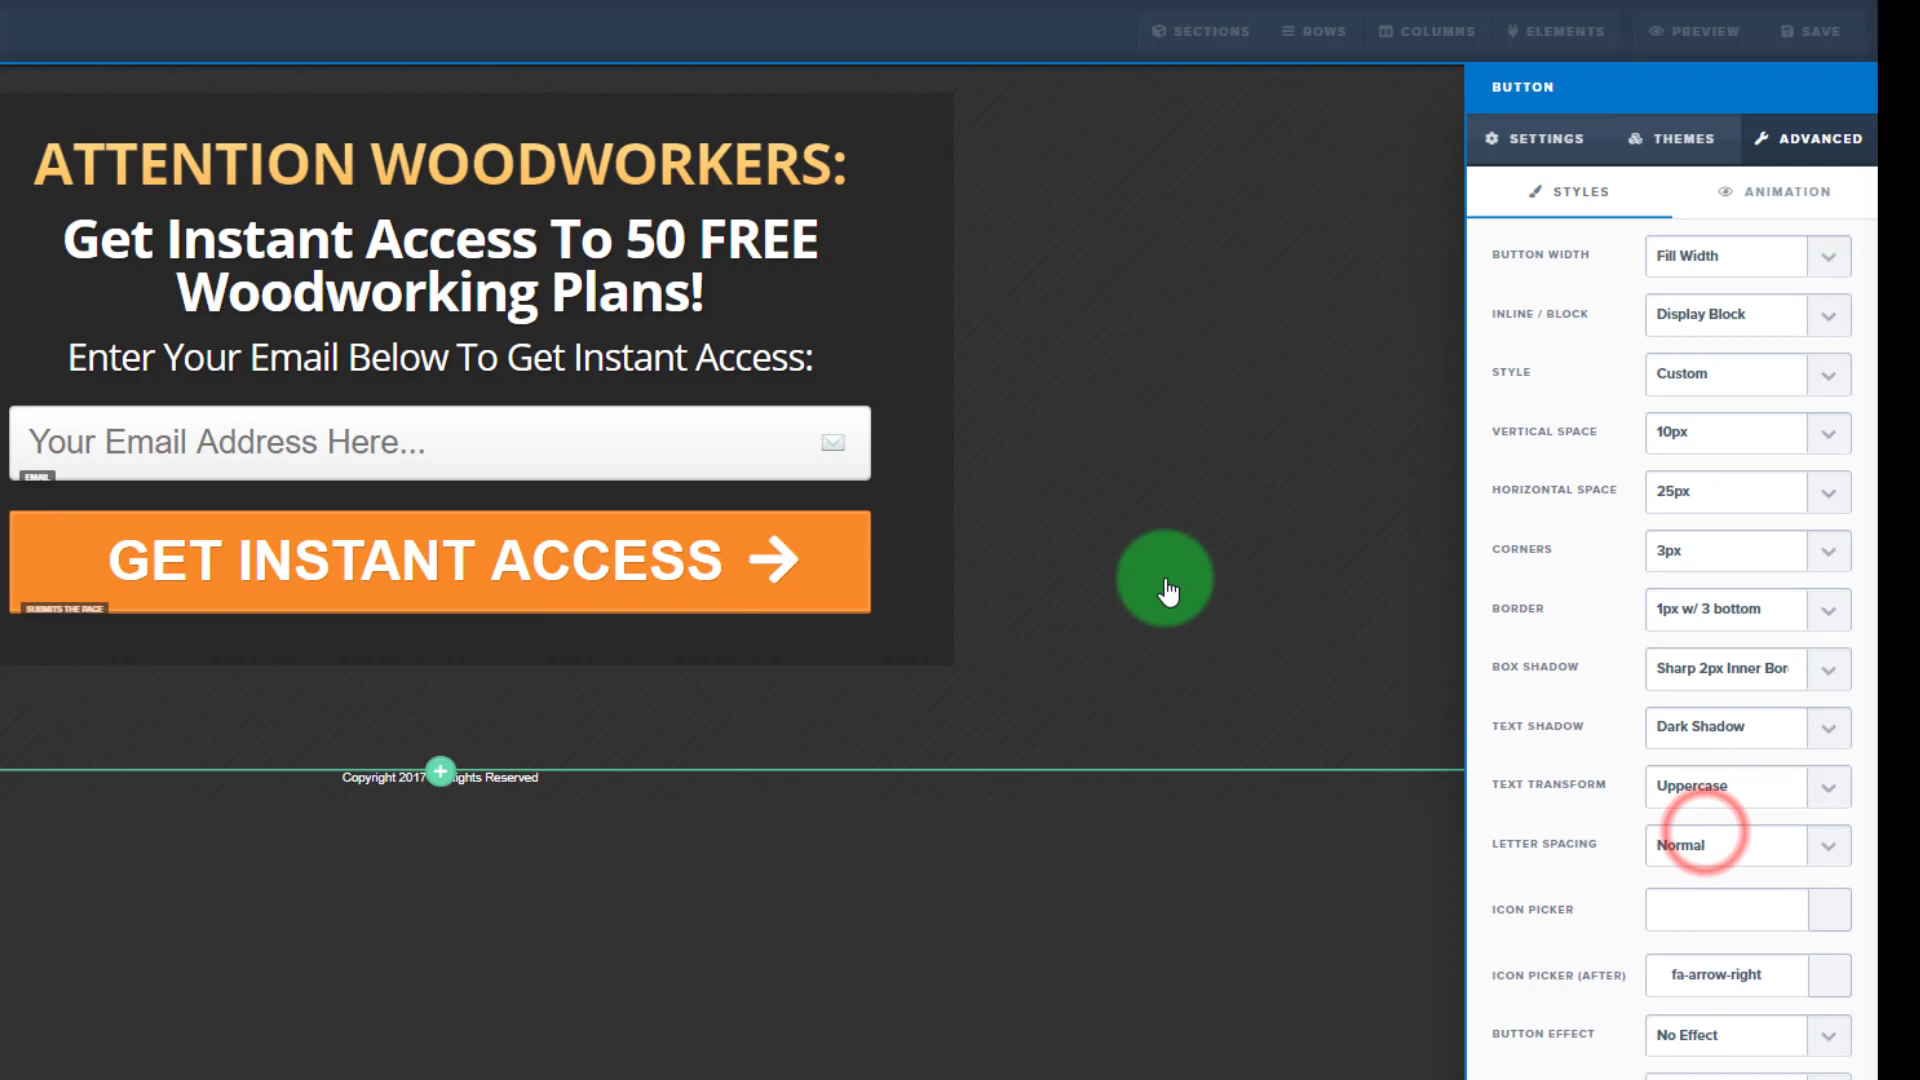 SECTIONS ROWS COLUMNS ELEMENTS PREVIEW SAVE
BUTTON
SETTINGS THEMES ADVANCED
STYLES ANIMATION
ATTENTION WOODWORKERS:
Get Instant Access To 50 FREE
Woodworking Plans!
Enter Your Email Below To Get Instant Access:
Your Email Address Here...
EMAIL
GET INSTANT ACCESS
SUBMITS THE PAGE
Copyright 2017 ights Reserved
BUTTON WIDTH Fill Width
INLINE / BLOCK Display Block
STYLE Custom
VERTICAL SPACE 10px
HORIZONTAL SPACE 25px
CORNERS 3px
BORDER 1px w/ 3 bottom
BOX SHADOW Sharp 2px Inner Bor
TEXT SHADOW Dark Shadow
TEXT TRANSFORM Uppercase
LETTER SPACING Normal
ICON PICKER
ICON PICKER (AFTER) fa-arrow-right
BUTTON EFFECT No Effect